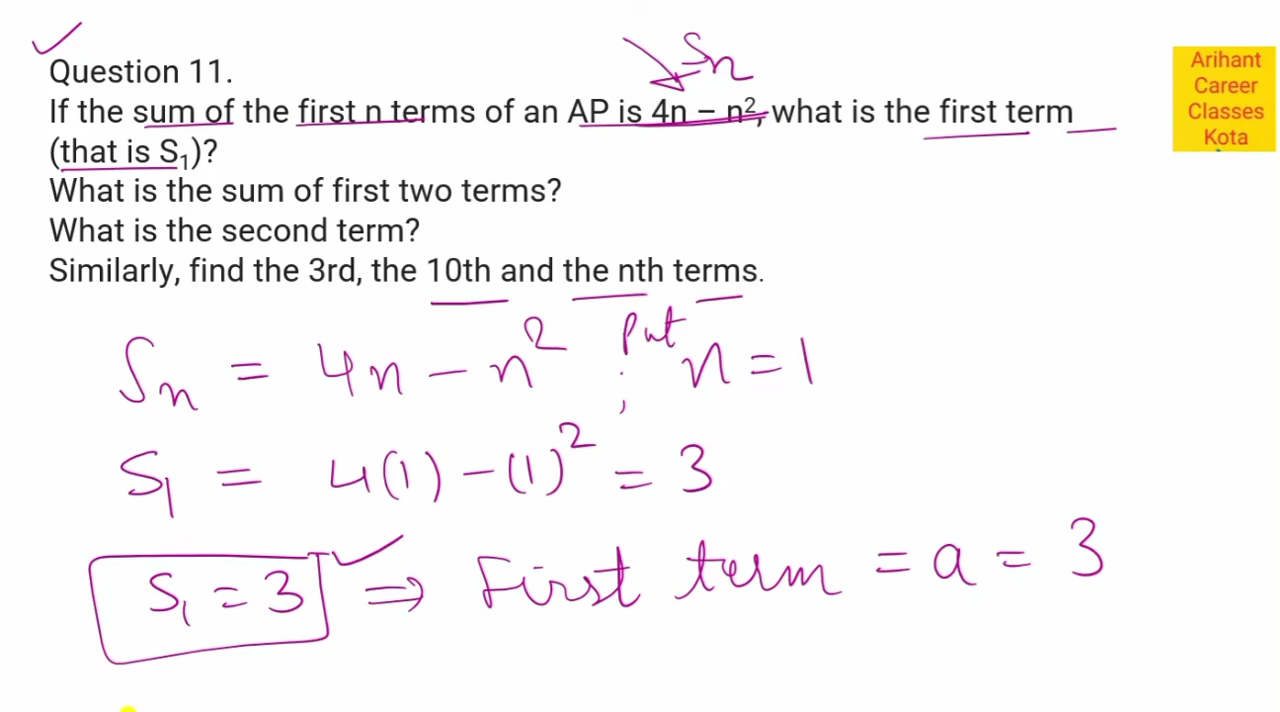 Sn
Question 11.
If the sum of the first n terms of an AP is 4n – n², what is the first term
(that is S₁)?
What is the sum of first two terms?
What is the second term?
Similarly, find the 3rd, the 10th and the nth terms.
Arihant
Career
Classes
Kota
Sn = 4n – n² ; Put n = 1
S₁ = 4(1) – (1)² = 3
S₁ = 3 ⇒ First term = a = 3